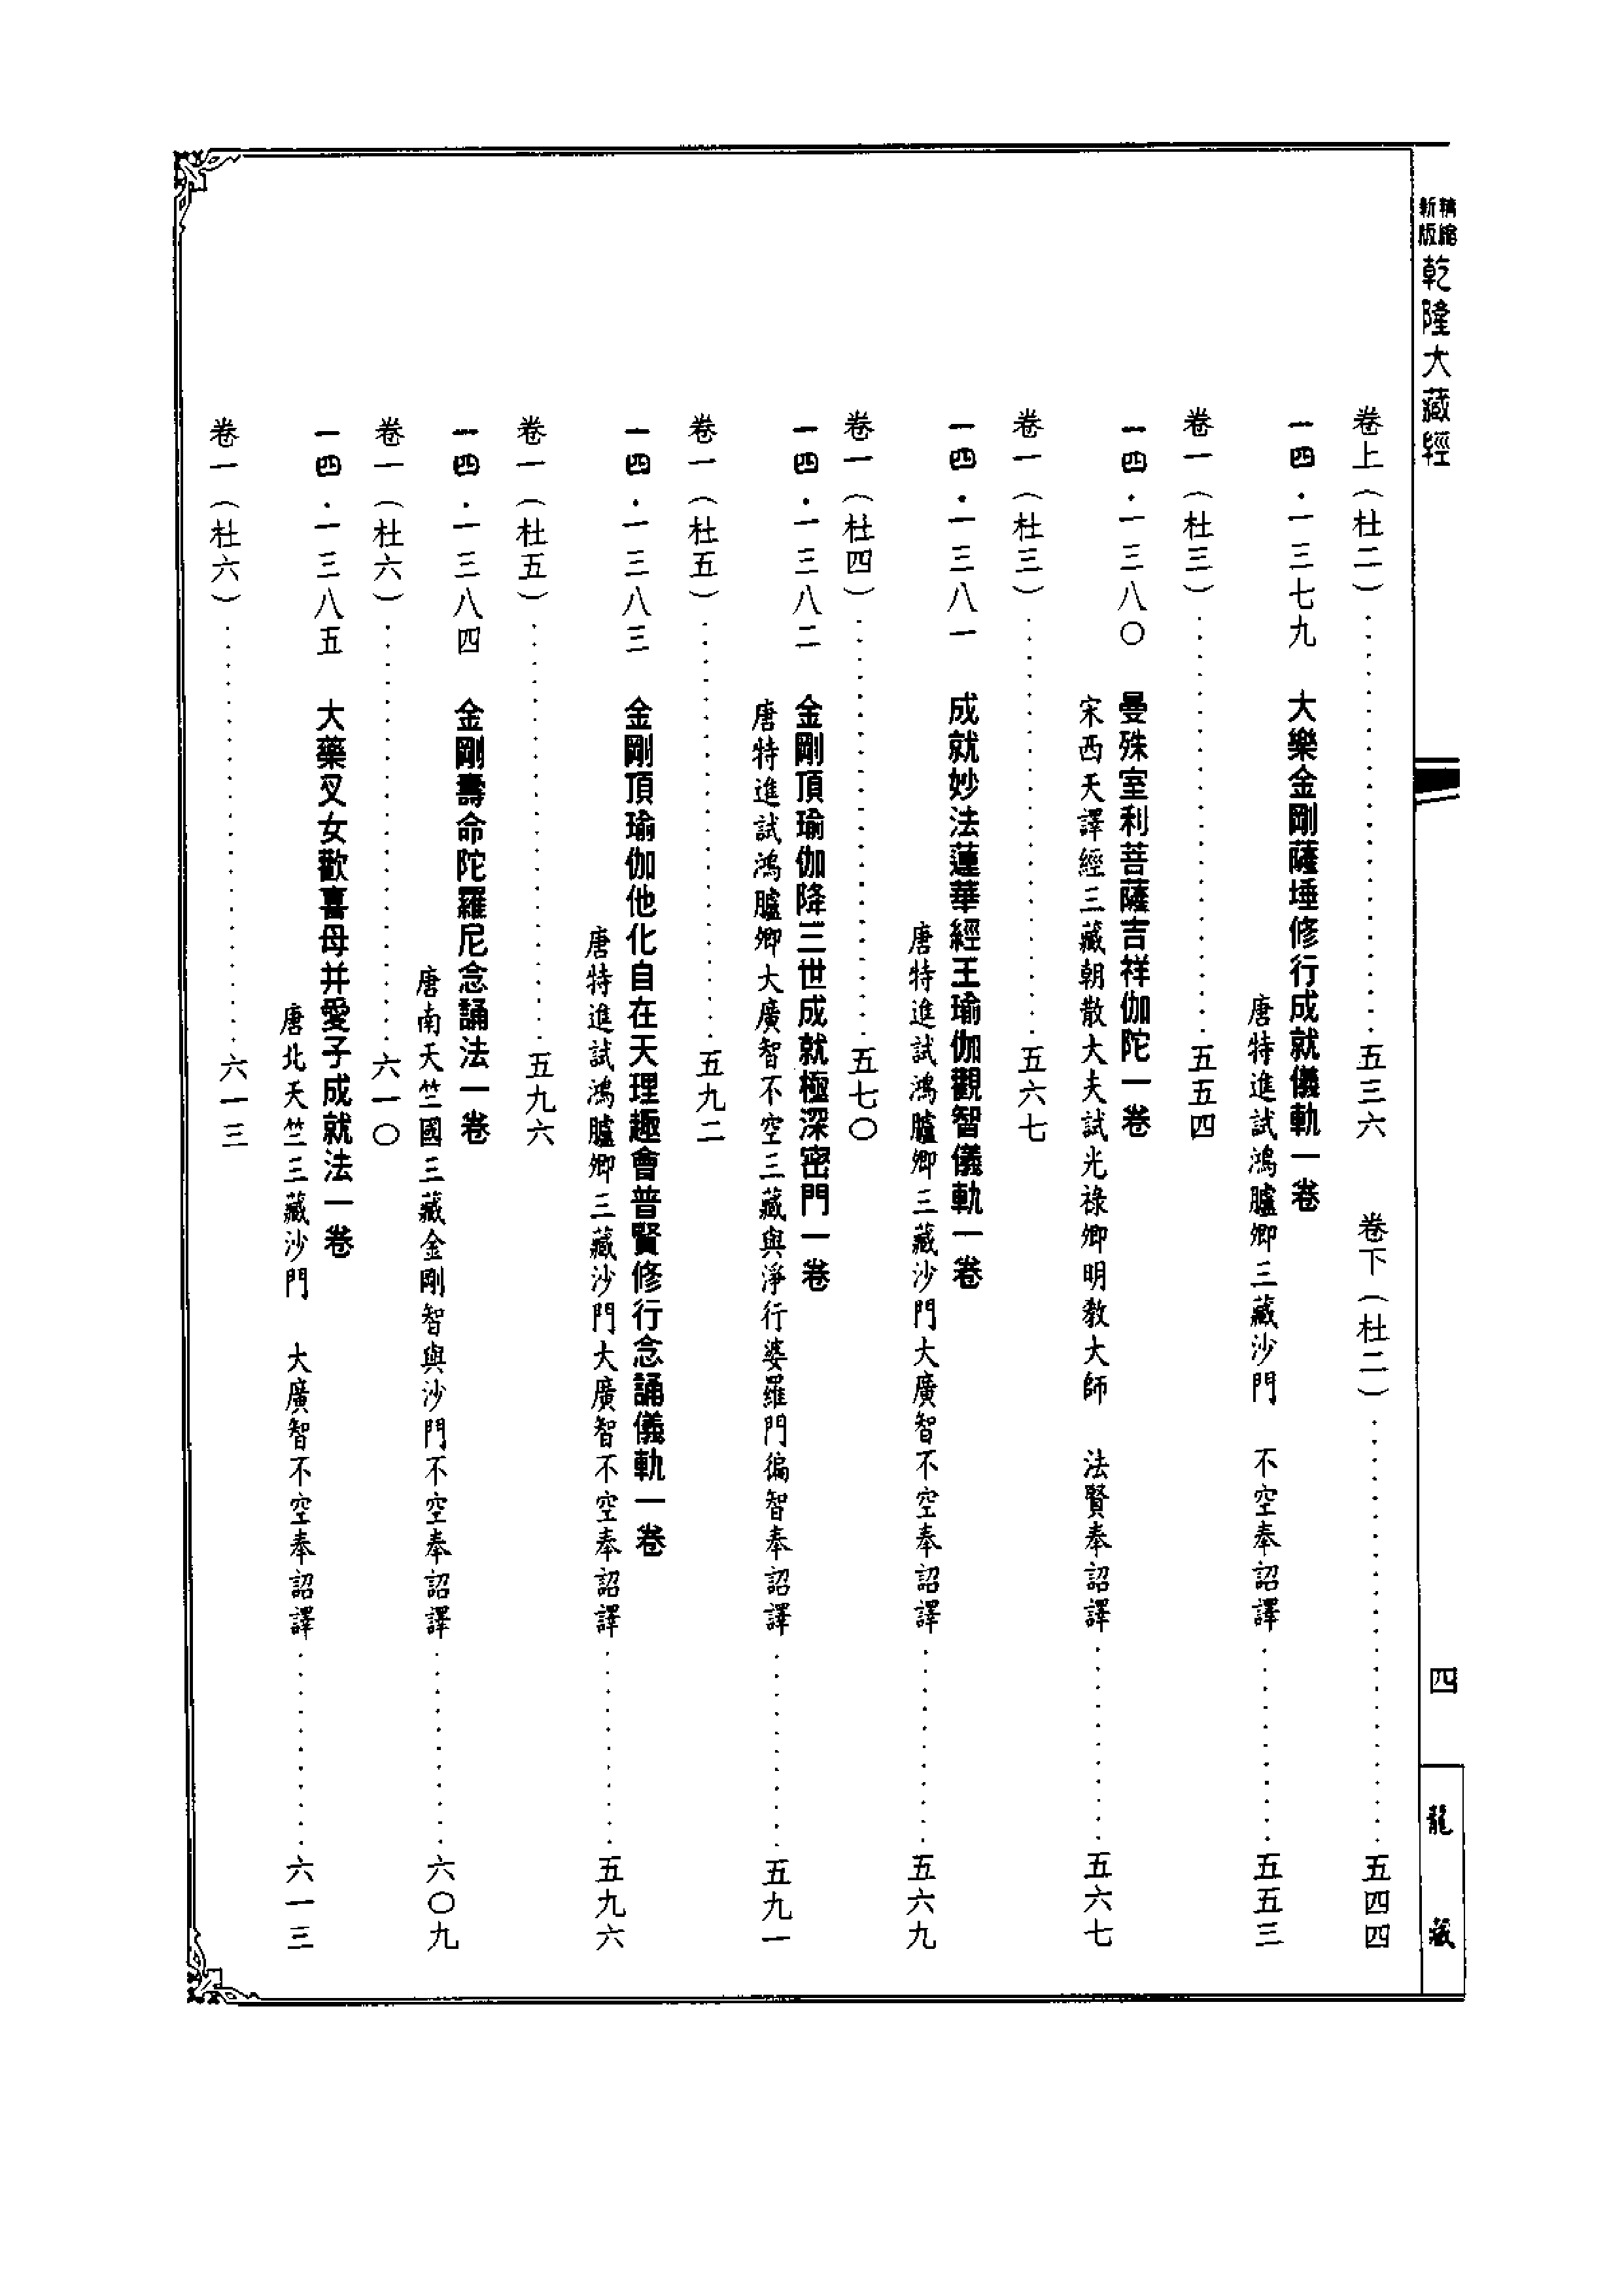 精縮
新版
乾隆大藏經
四
龍藏
卷上（杜二）……五三六　卷下（杜二）……五四四
一四·一三七九　大樂金剛薩埵修行成就儀軌一卷
唐特進試鴻臚卿三藏沙門　不空奉詔譯……五五三
卷一（杜三）……五五四
一四·一三八〇　曼殊室利菩薩吉祥伽陀一卷
宋西天譯經三藏朝散大夫試光祿卿明教大師　法賢奉詔譯……五六七
卷一（杜三）……五六七
一四·一三八一　成就妙法蓮華經王瑜伽觀智儀軌一卷
唐特進試鴻臚卿三藏沙門大廣智不空奉詔譯……五六九
卷一（杜四）……五七〇
一四·一三八二　金剛頂瑜伽降三世成就極深密門一卷
唐特進試鴻臚卿大廣智不空三藏與淨行婆羅門徧智奉詔譯……五九一
卷一（杜五）……五九二
一四·一三八三　金剛頂瑜伽他化自在天理趣會普賢修行念誦儀軌一卷
唐特進試鴻臚卿三藏沙門大廣智不空奉詔譯……五九六
卷一（杜五）……五九六
一四·一三八四　金剛壽命陀羅尼念誦法一卷
唐南天竺國三藏金剛智與沙門不空奉詔譯……六〇九
卷一（杜六）……六一〇
一四·一三八五　大藥叉女歡喜母并愛子成就法一卷
唐北天竺三藏沙門　大廣智不空奉詔譯……六一三
卷一（杜六）……六一三